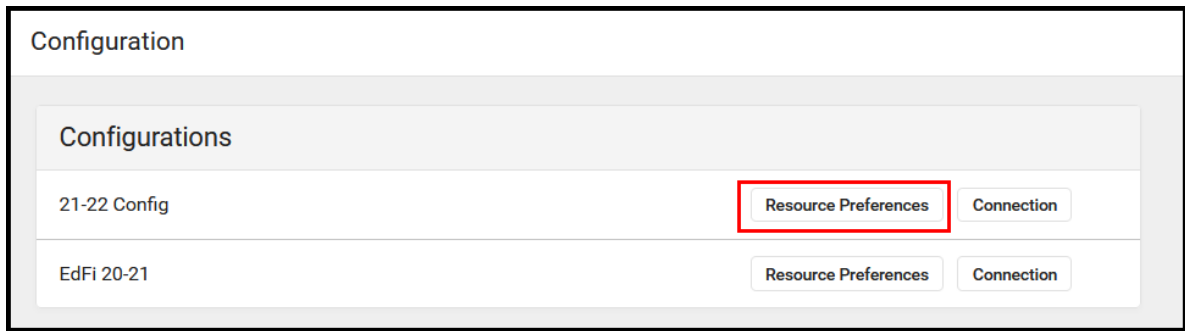 Configuration
Configurations
21-22 Config Resource Preferences Connection
EdFi 20-21 Resource Preferences Connection